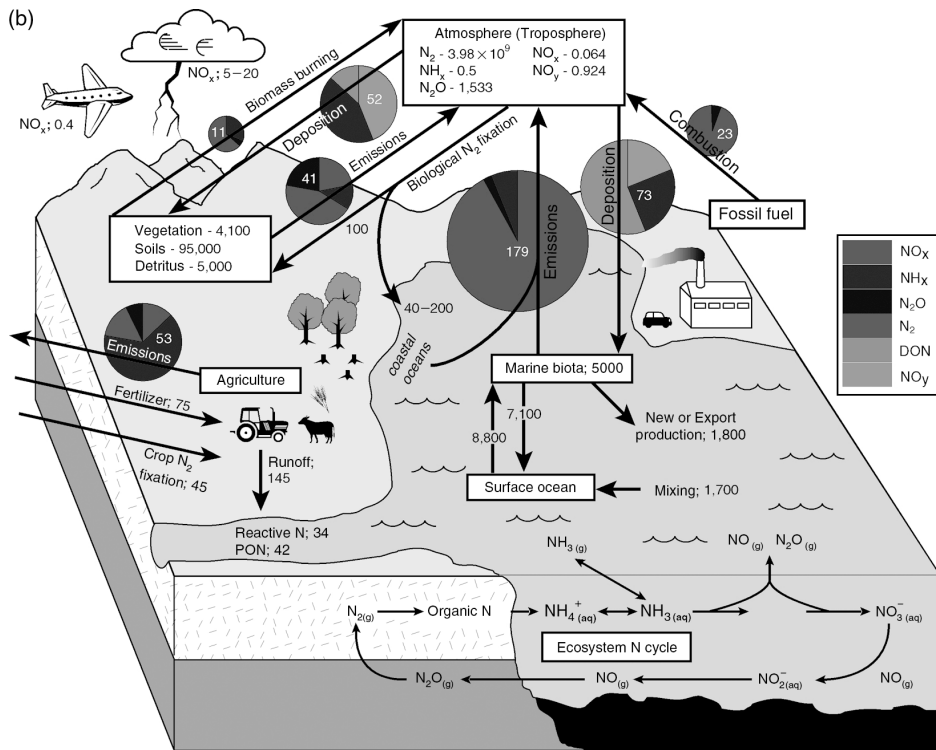 (b)
Atmosphere (Troposphere)
N₂ - 3.98 × 10⁹ NOₓ - 0.064
NHₓ - 0.5 NOy - 0.924
N₂O - 1,533
NOₓ; 5–20
NOₓ; 0.4
Biomass burning
11
Deposition
52
Emissions
41
Biological N₂ fixation
100
40–200
coastal
oceans
179
Emissions
Deposition
73
Combustion
23
Fossil fuel
Vegetation - 4,100
Soils - 95,000
Detritus - 5,000
NOₓ
NHₓ
N₂O
N₂
DON
NOy
53
Emissions
Agriculture
Fertilizer; 75
Crop N₂
fixation; 45
Runoff;
145
Reactive N; 34
PON; 42
Marine biota; 5000
7,100
8,800
New or Export
production; 1,800
Surface ocean
Mixing; 1,700
NH₃ (g)
NO(g) N₂O(g)
N₂(g)
Organic N
NH₄⁺(aq)
NH₃(aq)
NO₃⁻(aq)
Ecosystem N cycle
N₂O(g)
NO(g)
NO₂⁻(aq)
NO(g)